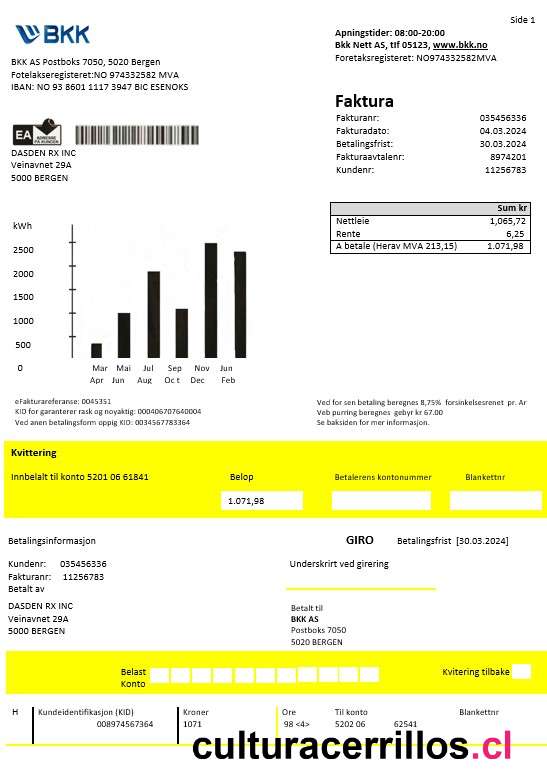 Side 1
BKK
BKK AS Postboks 7050, 5020 Bergen
Fotelakseregisteret:NO 974332582 MVA
IBAN: NO 93 8601 1117 3947 BIC ESENOKS
Apningstider: 08:00-20:00
Bkk Nett AS, tIf 05123, www.bkk.no
Foretaksregisteret: NO974332582MVA
EA ADRESSE PÅ KUNDEN
DASDEN RX INC
Veinavnet 29A
5000 BERGEN
Faktura
Fakturanr: 035456336
Fakturadato: 04.03.2024
Betalingsfrist: 30.03.2024
Fakturaavtalenr: 8974201
Kundenr: 11256783
Sum kr
Nettleie 1,065,72
Rente 6,25
A betale (Herav MVA 213,15) 1.071,98
kWh
2500
2000
1500
1000
500
0
Mar Mai Jul Sep Nov Jun
Apr Jun Aug Oc t Dec Feb
eFakturareferanse: 0045351
KID for garanterer rask og noyaktig: 000406707640004
Ved anen betalingsform oppig KID: 0034567783364
Ved for sen betaling beregnes 8,75% forsinkelsesrenet pr. Ar
Veb purring beregnes gebyr kr 67.00
Se baksiden for mer informasjon.
Kvittering
Innbelalt til konto 5201 06 61841 Belop Betalerens kontonummer Blankettnr
1.071,98
Betalingsinformasjon GIRO Betalingsfrist [30.03.2024]
Kundenr: 035456336 Underskrirt ved girering
Fakturanr: 11256783
Betalt av
DASDEN RX INC
Veinavnet 29A
5000 BERGEN
Betalt til
BKK AS
Postboks 7050
5020 BERGEN
Belast Konto
Kvitering tilbake
H Kundeidentifikasjon (KID) Kroner Ore Til konto Blankettnr
008974567364 1071 98 <4> 5202 06 62541
culturacerrillos.cl